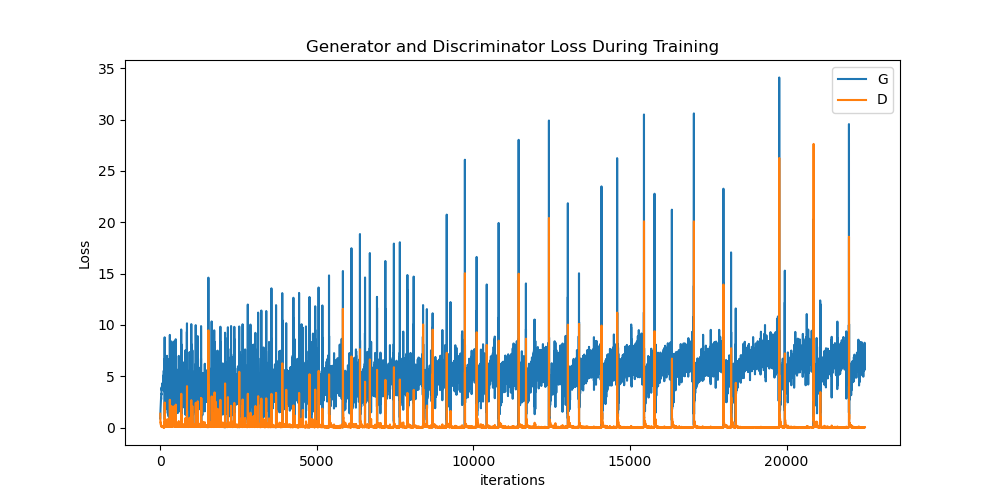 Generator and Discriminator Loss During Training
G
D
35
30
25
20
15
10
5
0
Loss
0 5000 10000 15000 20000
iterations